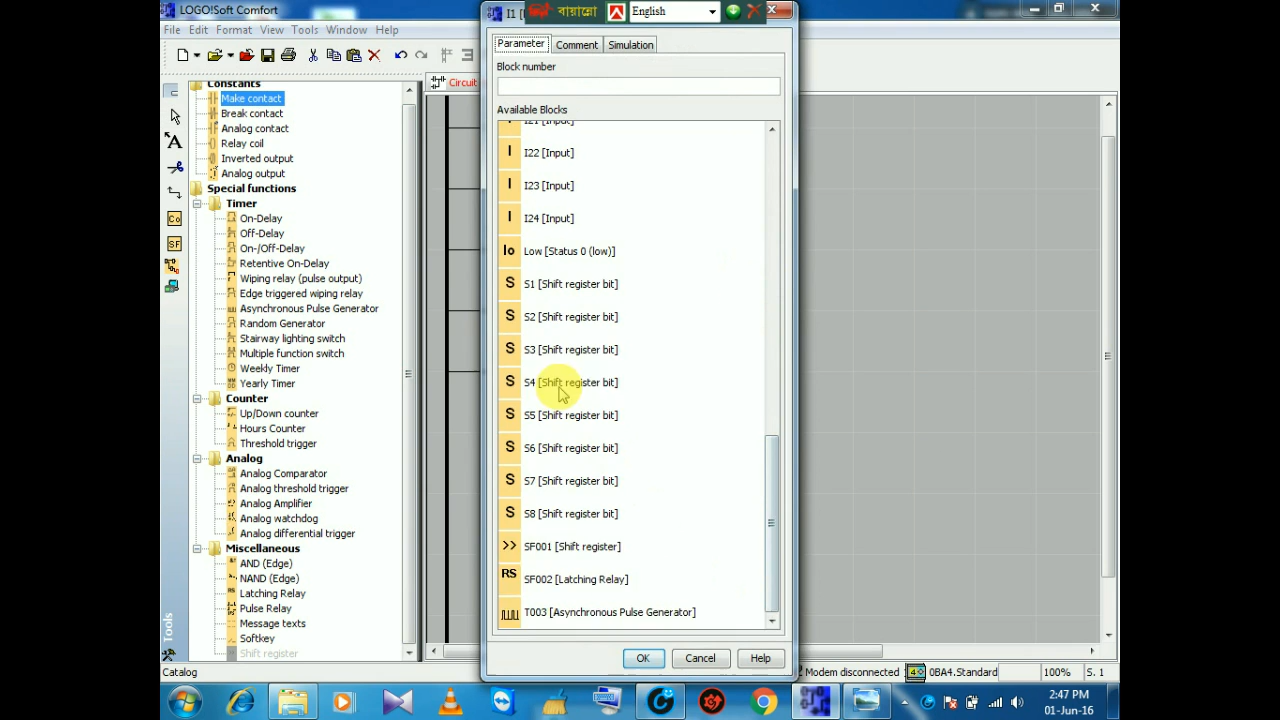 LOGO!Soft Comfort
I1 [
বায়ান্নো
English
File Edit Format View Tools Window Help
Parameter Comment Simulation
Block number
Available Blocks
Circuit
Constants
Make contact
Break contact
Analog contact
Relay coil
Inverted output
Analog output
Special functions
Timer
On-Delay
Off-Delay
On-/Off-Delay
Retentive On-Delay
Wiping relay (pulse output)
Edge triggered wiping relay
Asynchronous Pulse Generator
Random Generator
Stairway lighting switch
Multiple function switch
Weekly Timer
Yearly Timer
Counter
Up/Down counter
Hours Counter
Threshold trigger
Analog
Analog Comparator
Analog threshold trigger
Analog Amplifier
Analog watchdog
Analog differential trigger
Miscellaneous
AND (Edge)
NAND (Edge)
RS Latching Relay
Pulse Relay
Message texts
Softkey
Shift register
Co
SF
Tools
I21 [Input]
I I22 [Input]
I I23 [Input]
I I24 [Input]
lo Low [Status 0 (low)]
S S1 [Shift register bit]
S S2 [Shift register bit]
S S3 [Shift register bit]
S S4 [Shift register bit]
S S5 [Shift register bit]
S S6 [Shift register bit]
S S7 [Shift register bit]
S S8 [Shift register bit]
>> SF001 [Shift register]
RS SF002 [Latching Relay]
T003 [Asynchronous Pulse Generator]
OK Cancel Help
Catalog
Modem disconnected 0BA4.Standard 100% S. 1
2:47 PM
01-Jun-16